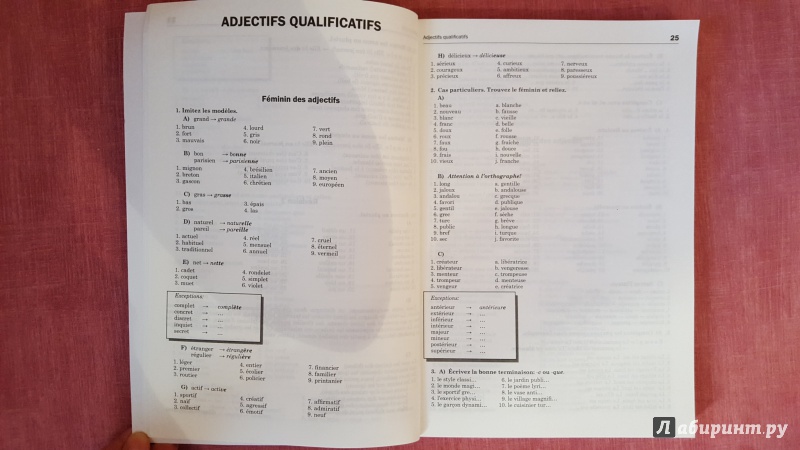 ADJECTIFS QUALIFICATIFS
Féminin des adjectifs
1. Imitez les modèles.
A) grand → grande
1. brun 4. lourd 7. vert
2. fort 5. gris 8. rond
3. mauvais 6. noir 9. plein
B) bon → bonne
parisien → parisienne
1. mignon 4. brésilien 7. ancien
2. breton 5. italien 8. moyen
3. gascon 6. chrétien 9. européen
C) gras → grasse
1. bas 3. épais
2. gros 4. las
D) naturel → naturelle
pareil → pareille
1. actuel 4. réel 7. cruel
2. habituel 5. mensuel 8. éternel
3. traditionnel 6. annuel 9. vermeil
E) net → nette
1. cadet 4. rondelet
2. coquet 5. simplet
3. muet 6. violet
Exceptions:
complet → complète
concret → ...
discret → ...
inquiet → ...
secret → ...
F) étranger → étrangère
régulier → régulière
1. léger 4. entier 7. financier
2. premier 5. écolier 8. familier
3. routier 6. policier 9. printanier
G) actif → active
1. sportif 4. créatif 7. affirmatif
2. naïf 5. agressif 8. admiratif
3. collectif 6. émotif 9. neuf
Adjectifs qualificatifs 25
H) délicieux → délicieuse
1. sérieux 4. curieux 7. nerveux
2. courageux 5. ambitieux 8. paresseux
3. précieux 6. affreux 9. poussiéreux
2. Cas particuliers. Trouvez le féminin et reliez.
A)
1. beau a. blanche
2. nouveau b. fausse
3. blanc c. vieille
4. franc d. belle
5. doux e. folle
6. roux f. rousse
7. faux g. fraîche
8. fou h. douce
9. frais i. nouvelle
10. vieux j. franche
B) Attention à l'orthographe!
1. long a. gentille
2. jaloux b. andalouse
3. andalou c. grecque
4. favori d. publique
5. gentil e. jalouse
6. grec f. sèche
7. turc g. brève
8. public h. longue
9. bref i. turque
10. sec j. favorite
C)
1. créateur a. libératrice
2. libérateur b. vengeresse
3. menteur c. trompeuse
4. trompeur d. menteuse
5. vengeur e. créatrice
Exceptions:
antérieur → antérieure
extérieur → ...
inférieur → ...
intérieur → ...
majeur → ...
mineur → ...
postérieur → ...
supérieur → ...
3. A) Écrivez la bonne terminaison: -c ou -que.
1. le style classi... 6. le jardin publi...
2. le monde magi... 7. le poème lyri...
3. le sportif gre... 8. le vase anti...
4. l'exercice physi... 9. le village magnifi...
5. le garçon dynami... 10. le cuisinier tur...
Лабиринт.ру